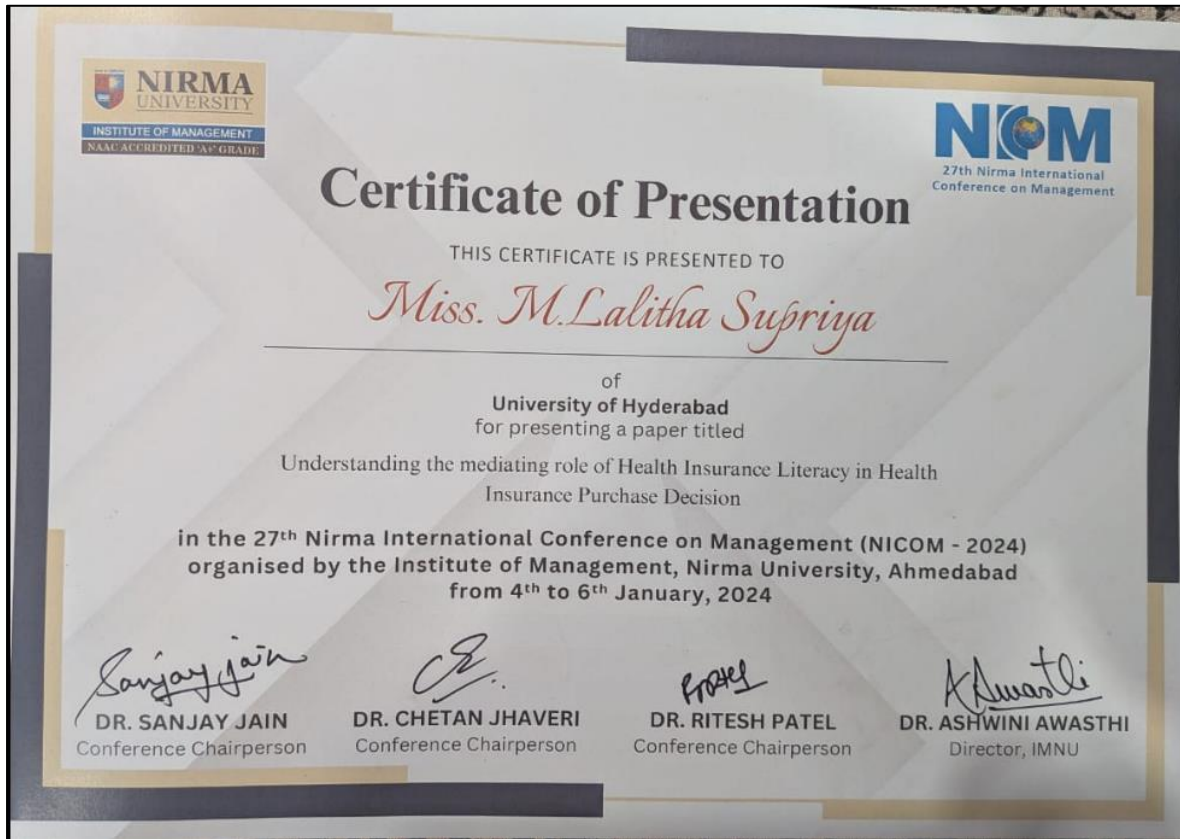 NIRMA
UNIVERSITY
INSTITUTE OF MANAGEMENT
NAAC ACCREDITED 'A+' GRADE
NICOM
27th Nirma International
Conference on Management
Certificate of Presentation
THIS CERTIFICATE IS PRESENTED TO
Miss. M.Lalitha Supriya
of
University of Hyderabad
for presenting a paper titled
Understanding the mediating role of Health Insurance Literacy in Health
Insurance Purchase Decision
in the 27th Nirma International Conference on Management (NICOM - 2024)
organised by the Institute of Management, Nirma University, Ahmedabad
from 4th to 6th January, 2024
Sanjay Jain
A Awasthi
DR. SANJAY JAIN
Conference Chairperson
DR. CHETAN JHAVERI
Conference Chairperson
DR. RITESH PATEL
Conference Chairperson
DR. ASHWINI AWASTHI
Director, IMNU